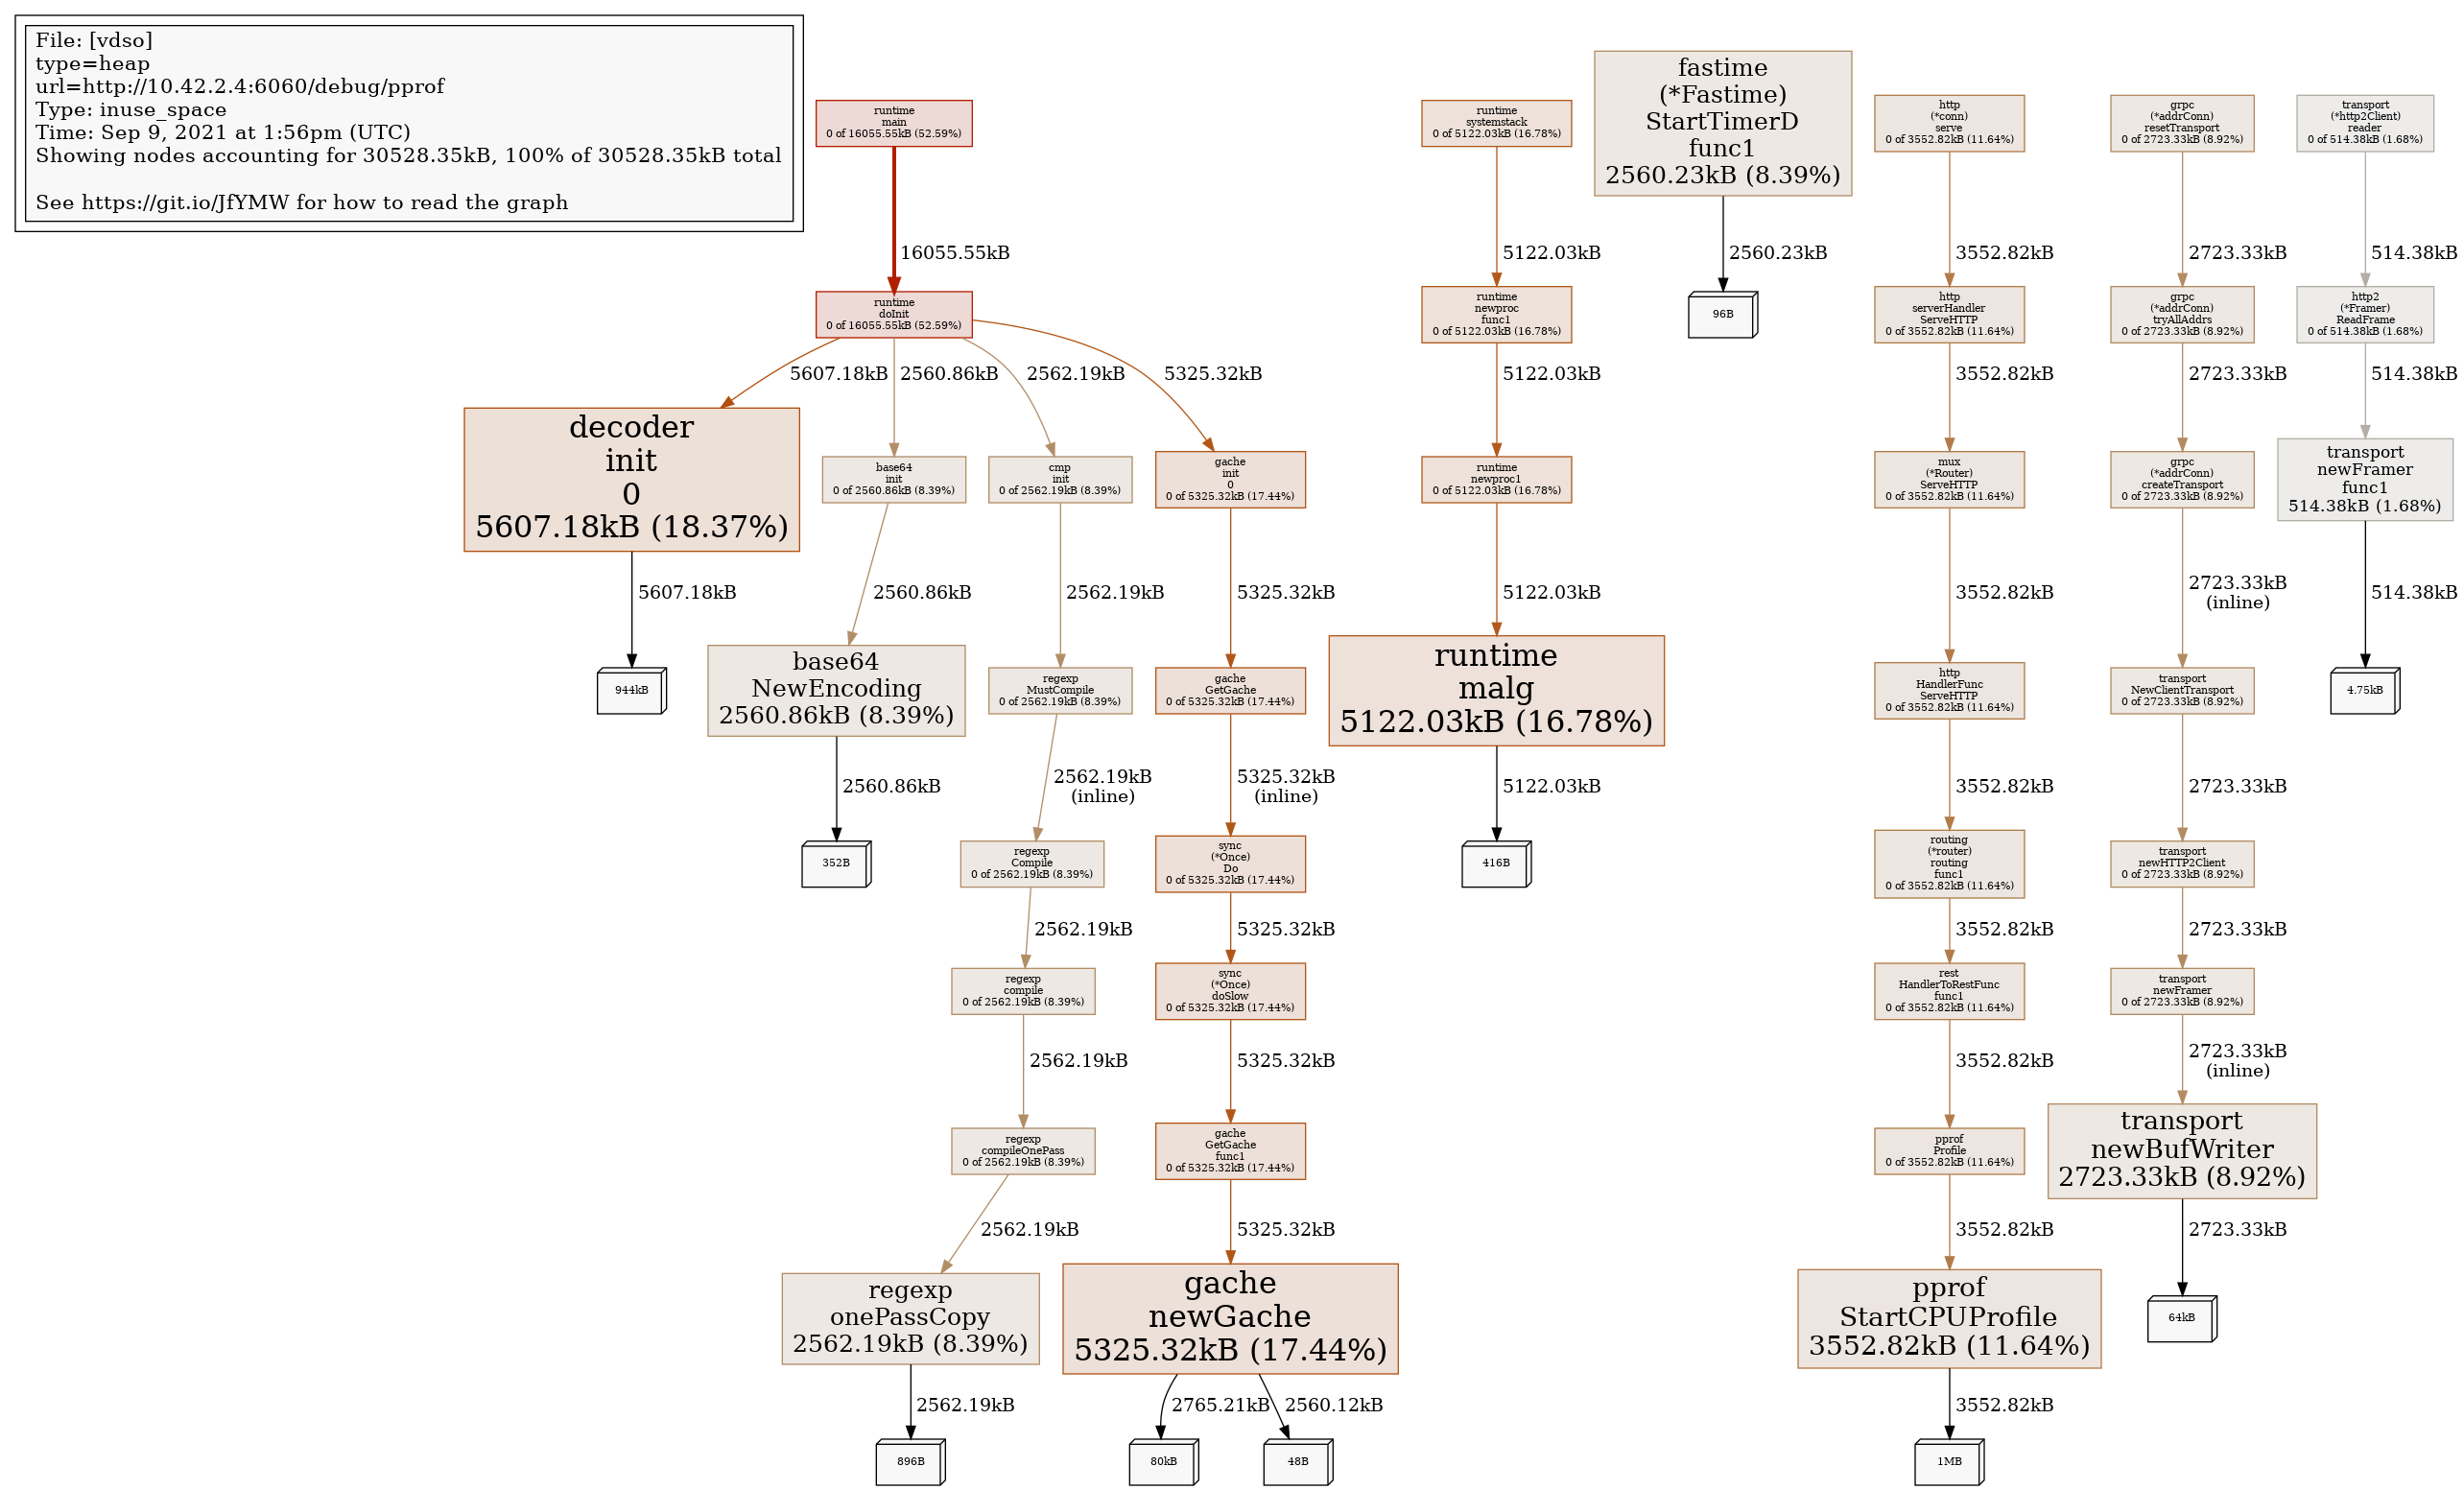 File: [vdso]
type=heap
url=http://10.42.2.4:6060/debug/pprof
Type: inuse_space
Time: Sep 9, 2021 at 1:56pm (UTC)
Showing nodes accounting for 30528.35kB, 100% of 30528.35kB total
See https://git.io/JfYMW for how to read the graph
runtime
main
0 of 16055.55kB (52.59%)
16055.55kB
runtime
doInit
0 of 16055.55kB (52.59%)
5607.18kB
2560.86kB
2562.19kB
5325.32kB
decoder
init
0
5607.18kB (18.37%)
5607.18kB
944kB
base64
init
0 of 2560.86kB (8.39%)
2560.86kB
base64
NewEncoding
2560.86kB (8.39%)
2560.86kB
352B
cmp
init
0 of 2562.19kB (8.39%)
2562.19kB
regexp
MustCompile
0 of 2562.19kB (8.39%)
2562.19kB
(inline)
regexp
Compile
0 of 2562.19kB (8.39%)
2562.19kB
regexp
compile
0 of 2562.19kB (8.39%)
2562.19kB
regexp
compileOnePass
0 of 2562.19kB (8.39%)
2562.19kB
regexp
onePassCopy
2562.19kB (8.39%)
2562.19kB
896B
gache
init
0
0 of 5325.32kB (17.44%)
5325.32kB
gache
GetGache
0 of 5325.32kB (17.44%)
5325.32kB
(inline)
sync
(*Once)
Do
0 of 5325.32kB (17.44%)
5325.32kB
sync
(*Once)
doSlow
0 of 5325.32kB (17.44%)
5325.32kB
gache
GetGache
func1
0 of 5325.32kB (17.44%)
5325.32kB
gache
newGache
5325.32kB (17.44%)
2765.21kB
2560.12kB
80kB
48B
runtime
systemstack
0 of 5122.03kB (16.78%)
5122.03kB
runtime
newproc
func1
0 of 5122.03kB (16.78%)
5122.03kB
runtime
newproc1
0 of 5122.03kB (16.78%)
5122.03kB
runtime
malg
5122.03kB (16.78%)
5122.03kB
416B
fastime
(*Fastime)
StartTimerD
func1
2560.23kB (8.39%)
2560.23kB
96B
http
(*conn)
serve
0 of 3552.82kB (11.64%)
3552.82kB
http
serverHandler
ServeHTTP
0 of 3552.82kB (11.64%)
3552.82kB
mux
(*Router)
ServeHTTP
0 of 3552.82kB (11.64%)
3552.82kB
http
HandlerFunc
ServeHTTP
0 of 3552.82kB (11.64%)
3552.82kB
routing
(*router)
routing
func1
0 of 3552.82kB (11.64%)
3552.82kB
rest
HandlerToRestFunc
func1
0 of 3552.82kB (11.64%)
3552.82kB
pprof
Profile
0 of 3552.82kB (11.64%)
3552.82kB
pprof
StartCPUProfile
3552.82kB (11.64%)
3552.82kB
1MB
grpc
(*addrConn)
resetTransport
0 of 2723.33kB (8.92%)
2723.33kB
grpc
(*addrConn)
tryAllAddrs
0 of 2723.33kB (8.92%)
2723.33kB
grpc
(*addrConn)
createTransport
0 of 2723.33kB (8.92%)
2723.33kB
(inline)
transport
NewClientTransport
0 of 2723.33kB (8.92%)
2723.33kB
transport
newHTTP2Client
0 of 2723.33kB (8.92%)
2723.33kB
transport
newFramer
0 of 2723.33kB (8.92%)
2723.33kB
(inline)
transport
newBufWriter
2723.33kB (8.92%)
2723.33kB
64kB
transport
(*http2Client)
reader
0 of 514.38kB (1.68%)
514.38kB
http2
(*Framer)
ReadFrame
0 of 514.38kB (1.68%)
514.38kB
transport
newFramer
func1
514.38kB (1.68%)
514.38kB
4.75kB